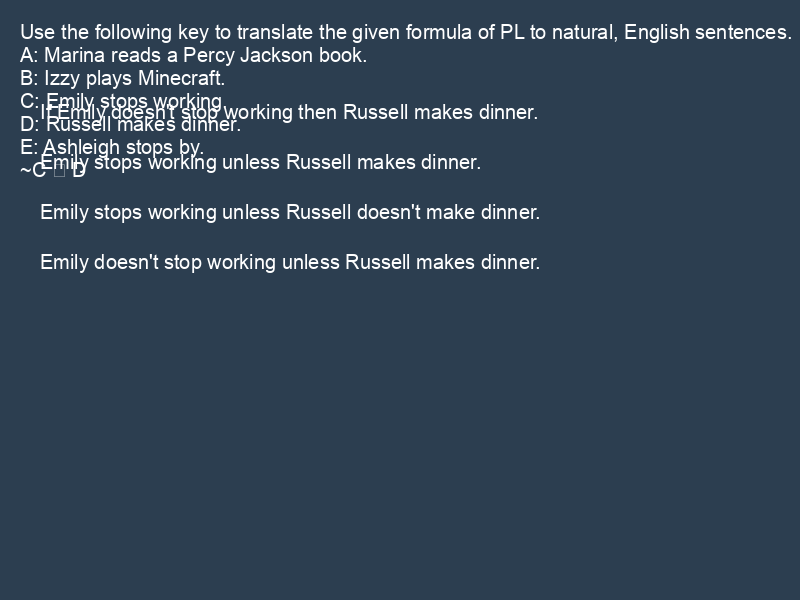 Use the following key to translate the given formula of PL to natural, English sentences.
A: Marina reads a Percy Jackson book.
B: Izzy plays Minecraft.
C: Emily stops working.
If Emily doesn't stop working then Russell makes dinner.
D: Russell makes dinner.
E: Ashleigh stops by.
Emily stops working unless Russell makes dinner.
~C □ D
Emily stops working unless Russell doesn't make dinner.
Emily doesn't stop working unless Russell makes dinner.